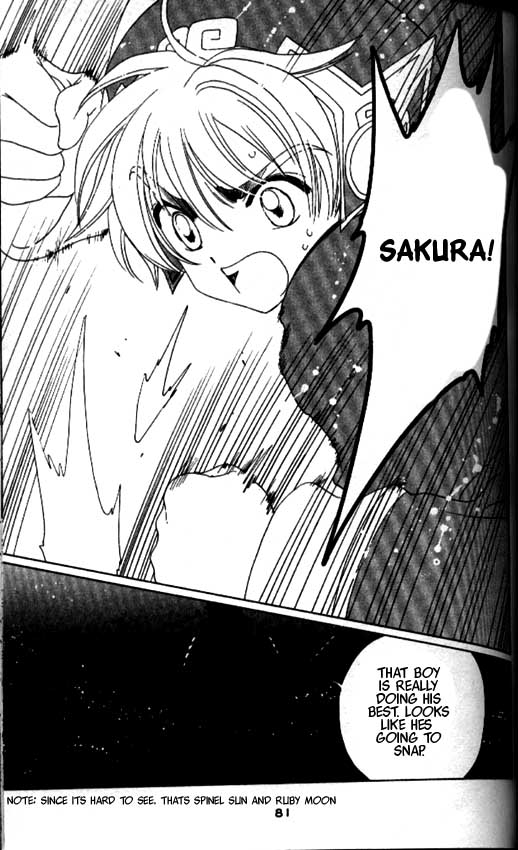 SAKURA!
THAT BOY
IS REALLY
DOING HIS
BEST. LOOKS
LIKE HES
GOING TO
SNAP.
NOTE: SINCE ITS HARD TO SEE. THATS SPINEL SUN AND RUBY MOON
81